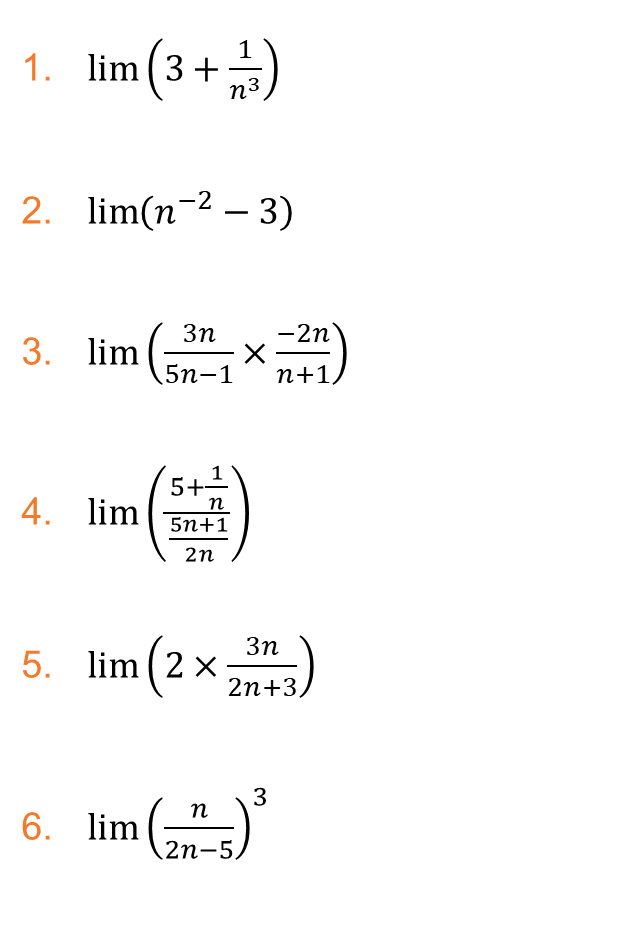 1. lim(3 + 1/n³)
2. lim(n⁻² − 3)
3. lim(3n/(5n−1) × −2n/(n+1))
4. lim((5+1/n)/((5n+1)/2n))
5. lim(2 × 3n/(2n+3))
6. lim(n/(2n−5))³